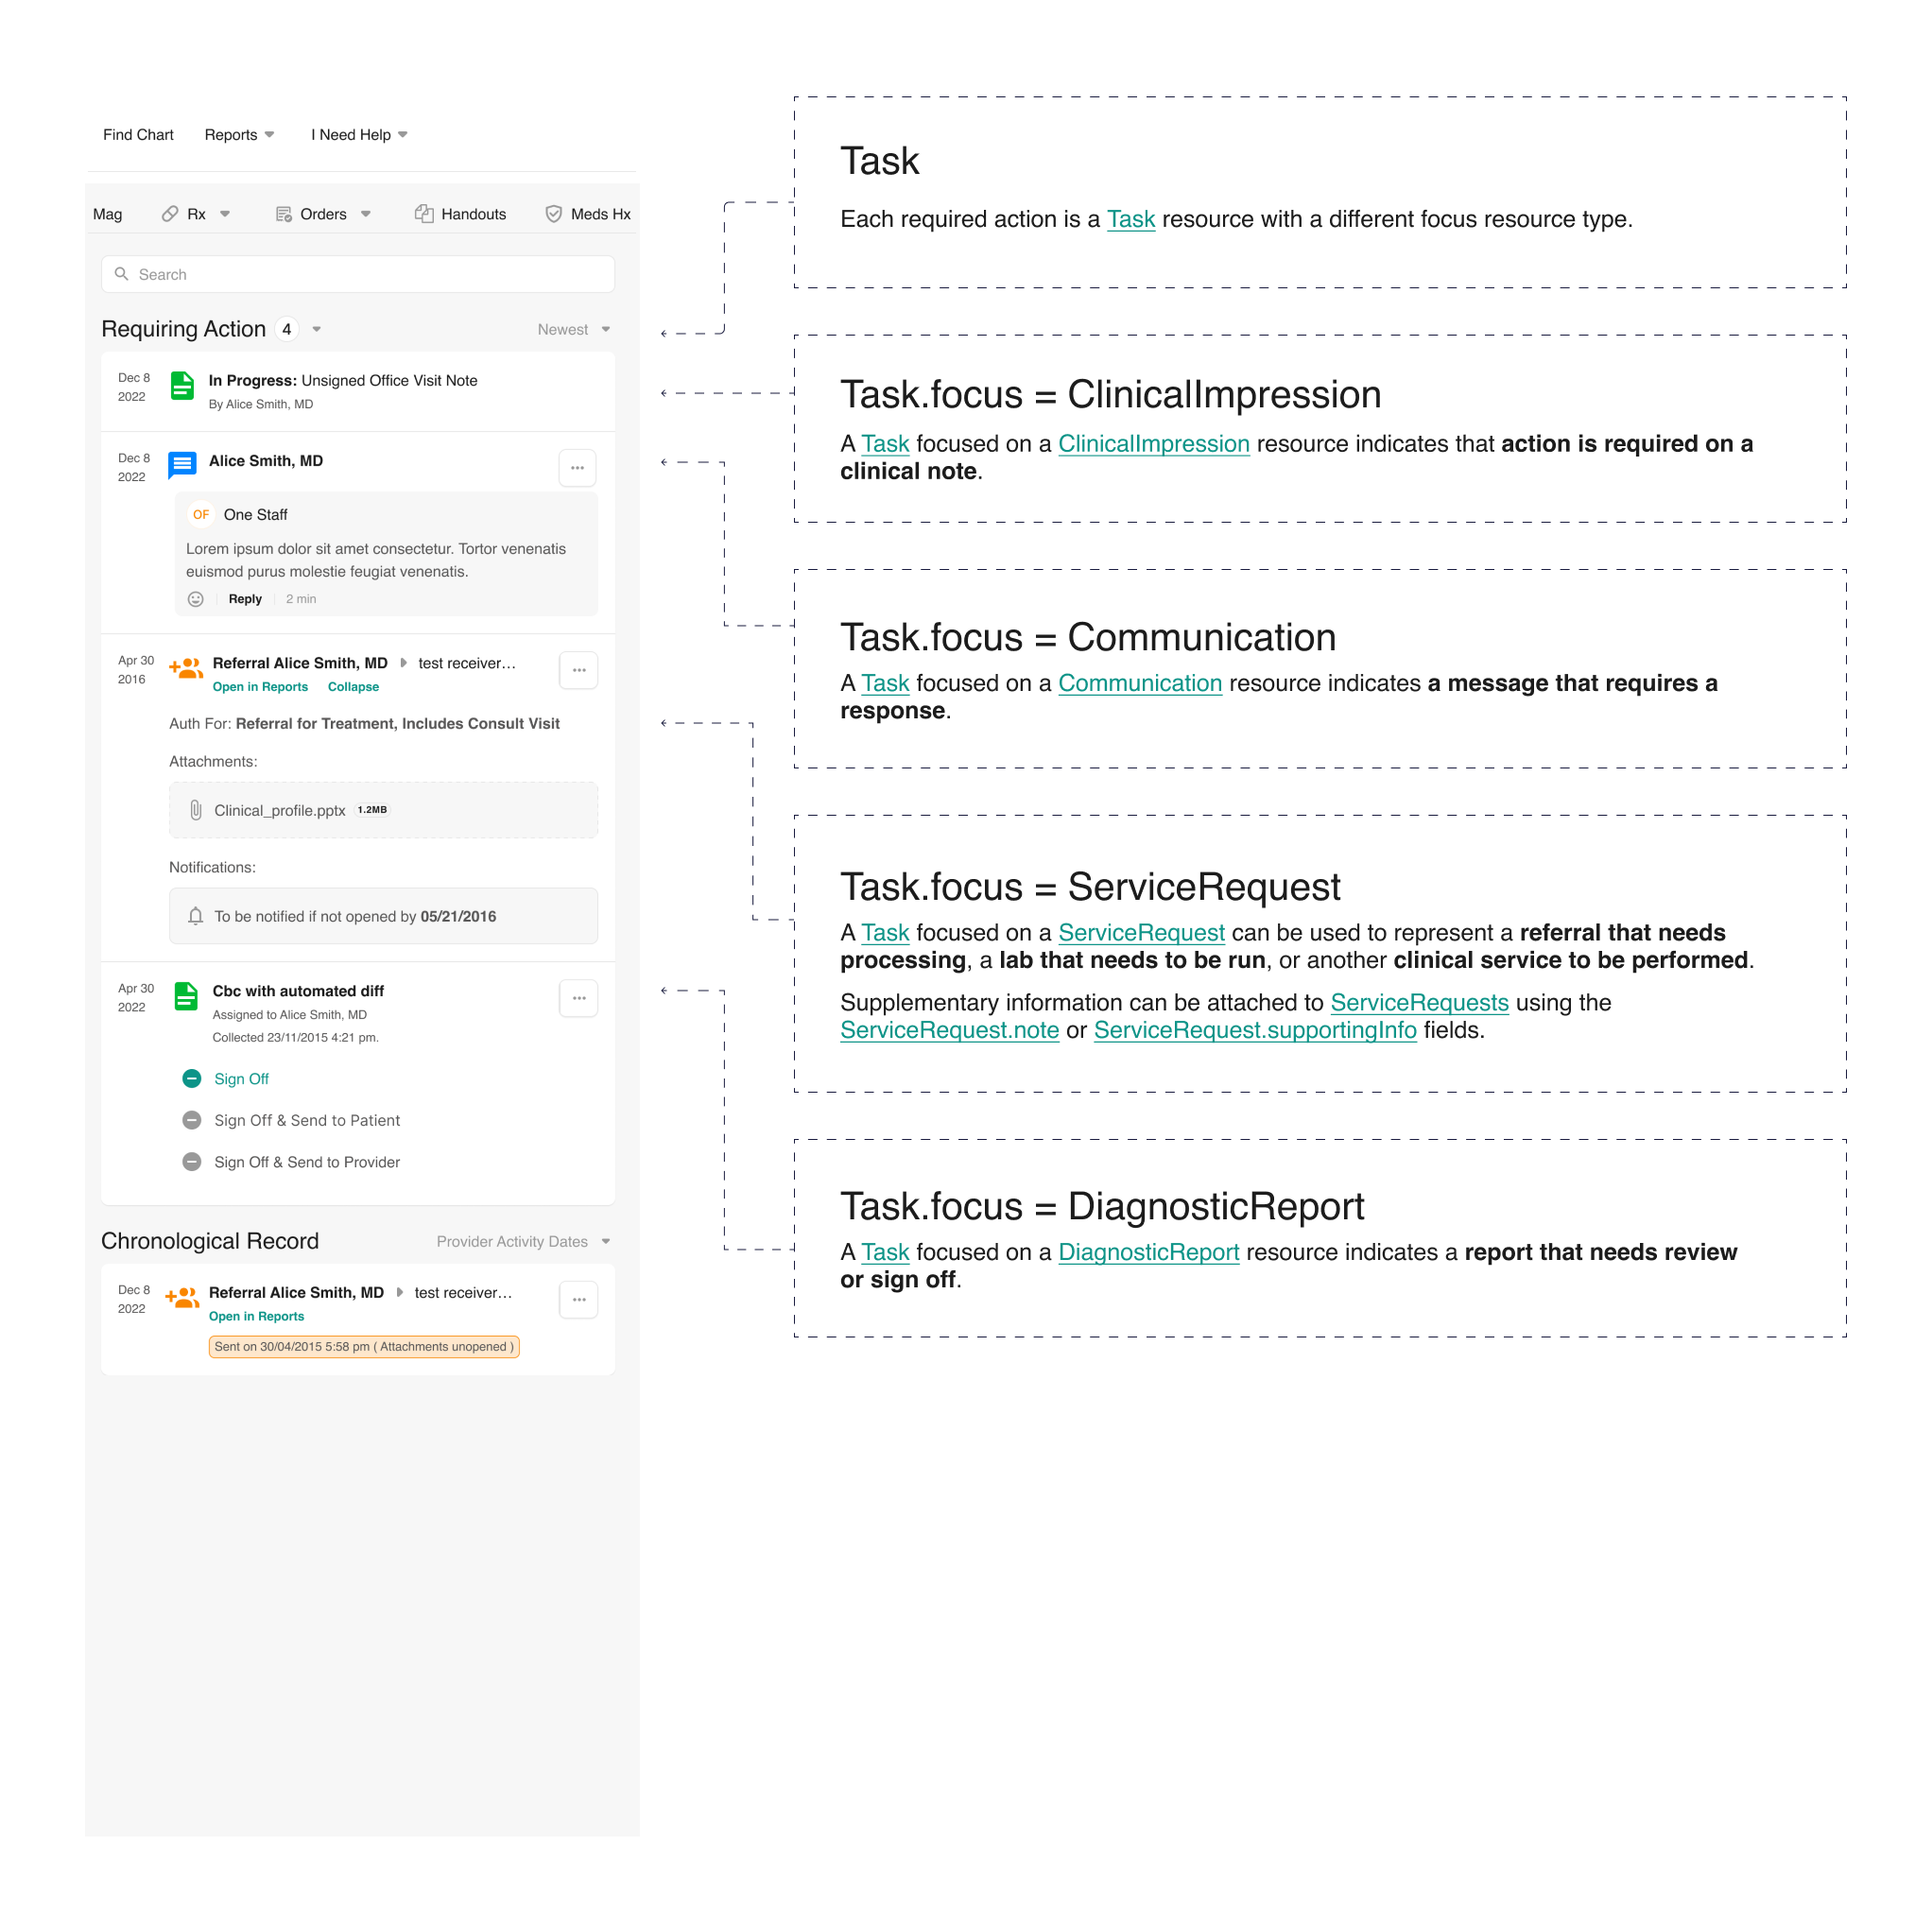 Find Chart Reports I Need Help
Mag Rx Orders Handouts Meds Hx
Search
Requiring Action 4 Newest
Dec 8
2022
In Progress: Unsigned Office Visit Note
By Alice Smith, MD
Dec 8
2022
Alice Smith, MD
OF One Staff
Lorem ipsum dolor sit amet consectetur. Tortor venenatis
euismod purus molestie feugiat venenatis.
Reply 2 min
Apr 30
2016
Referral Alice Smith, MD test receiver…
Open in Reports Collapse
Auth For: Referral for Treatment, Includes Consult Visit
Attachments:
Clinical_profile.pptx 1.2MB
Notifications:
To be notified if not opened by 05/21/2016
Apr 30
2022
Cbc with automated diff
Assigned to Alice Smith, MD
Collected 23/11/2015 4:21 pm.
Sign Off
Sign Off & Send to Patient
Sign Off & Send to Provider
Chronological Record Provider Activity Dates
Dec 8
2022
Referral Alice Smith, MD test receiver…
Open in Reports
Sent on 30/04/2015 5:58 pm ( Attachments unopened )
Task
Each required action is a Task resource with a different focus resource type.
Task.focus = ClinicalImpression
A Task focused on a ClinicalImpression resource indicates that action is required on a
clinical note.
Task.focus = Communication
A Task focused on a Communication resource indicates a message that requires a
response.
Task.focus = ServiceRequest
A Task focused on a ServiceRequest can be used to represent a referral that needs
processing, a lab that needs to be run, or another clinical service to be performed.
Supplementary information can be attached to ServiceRequests using the
ServiceRequest.note or ServiceRequest.supportingInfo fields.
Task.focus = DiagnosticReport
A Task focused on a DiagnosticReport resource indicates a report that needs review
or sign off.